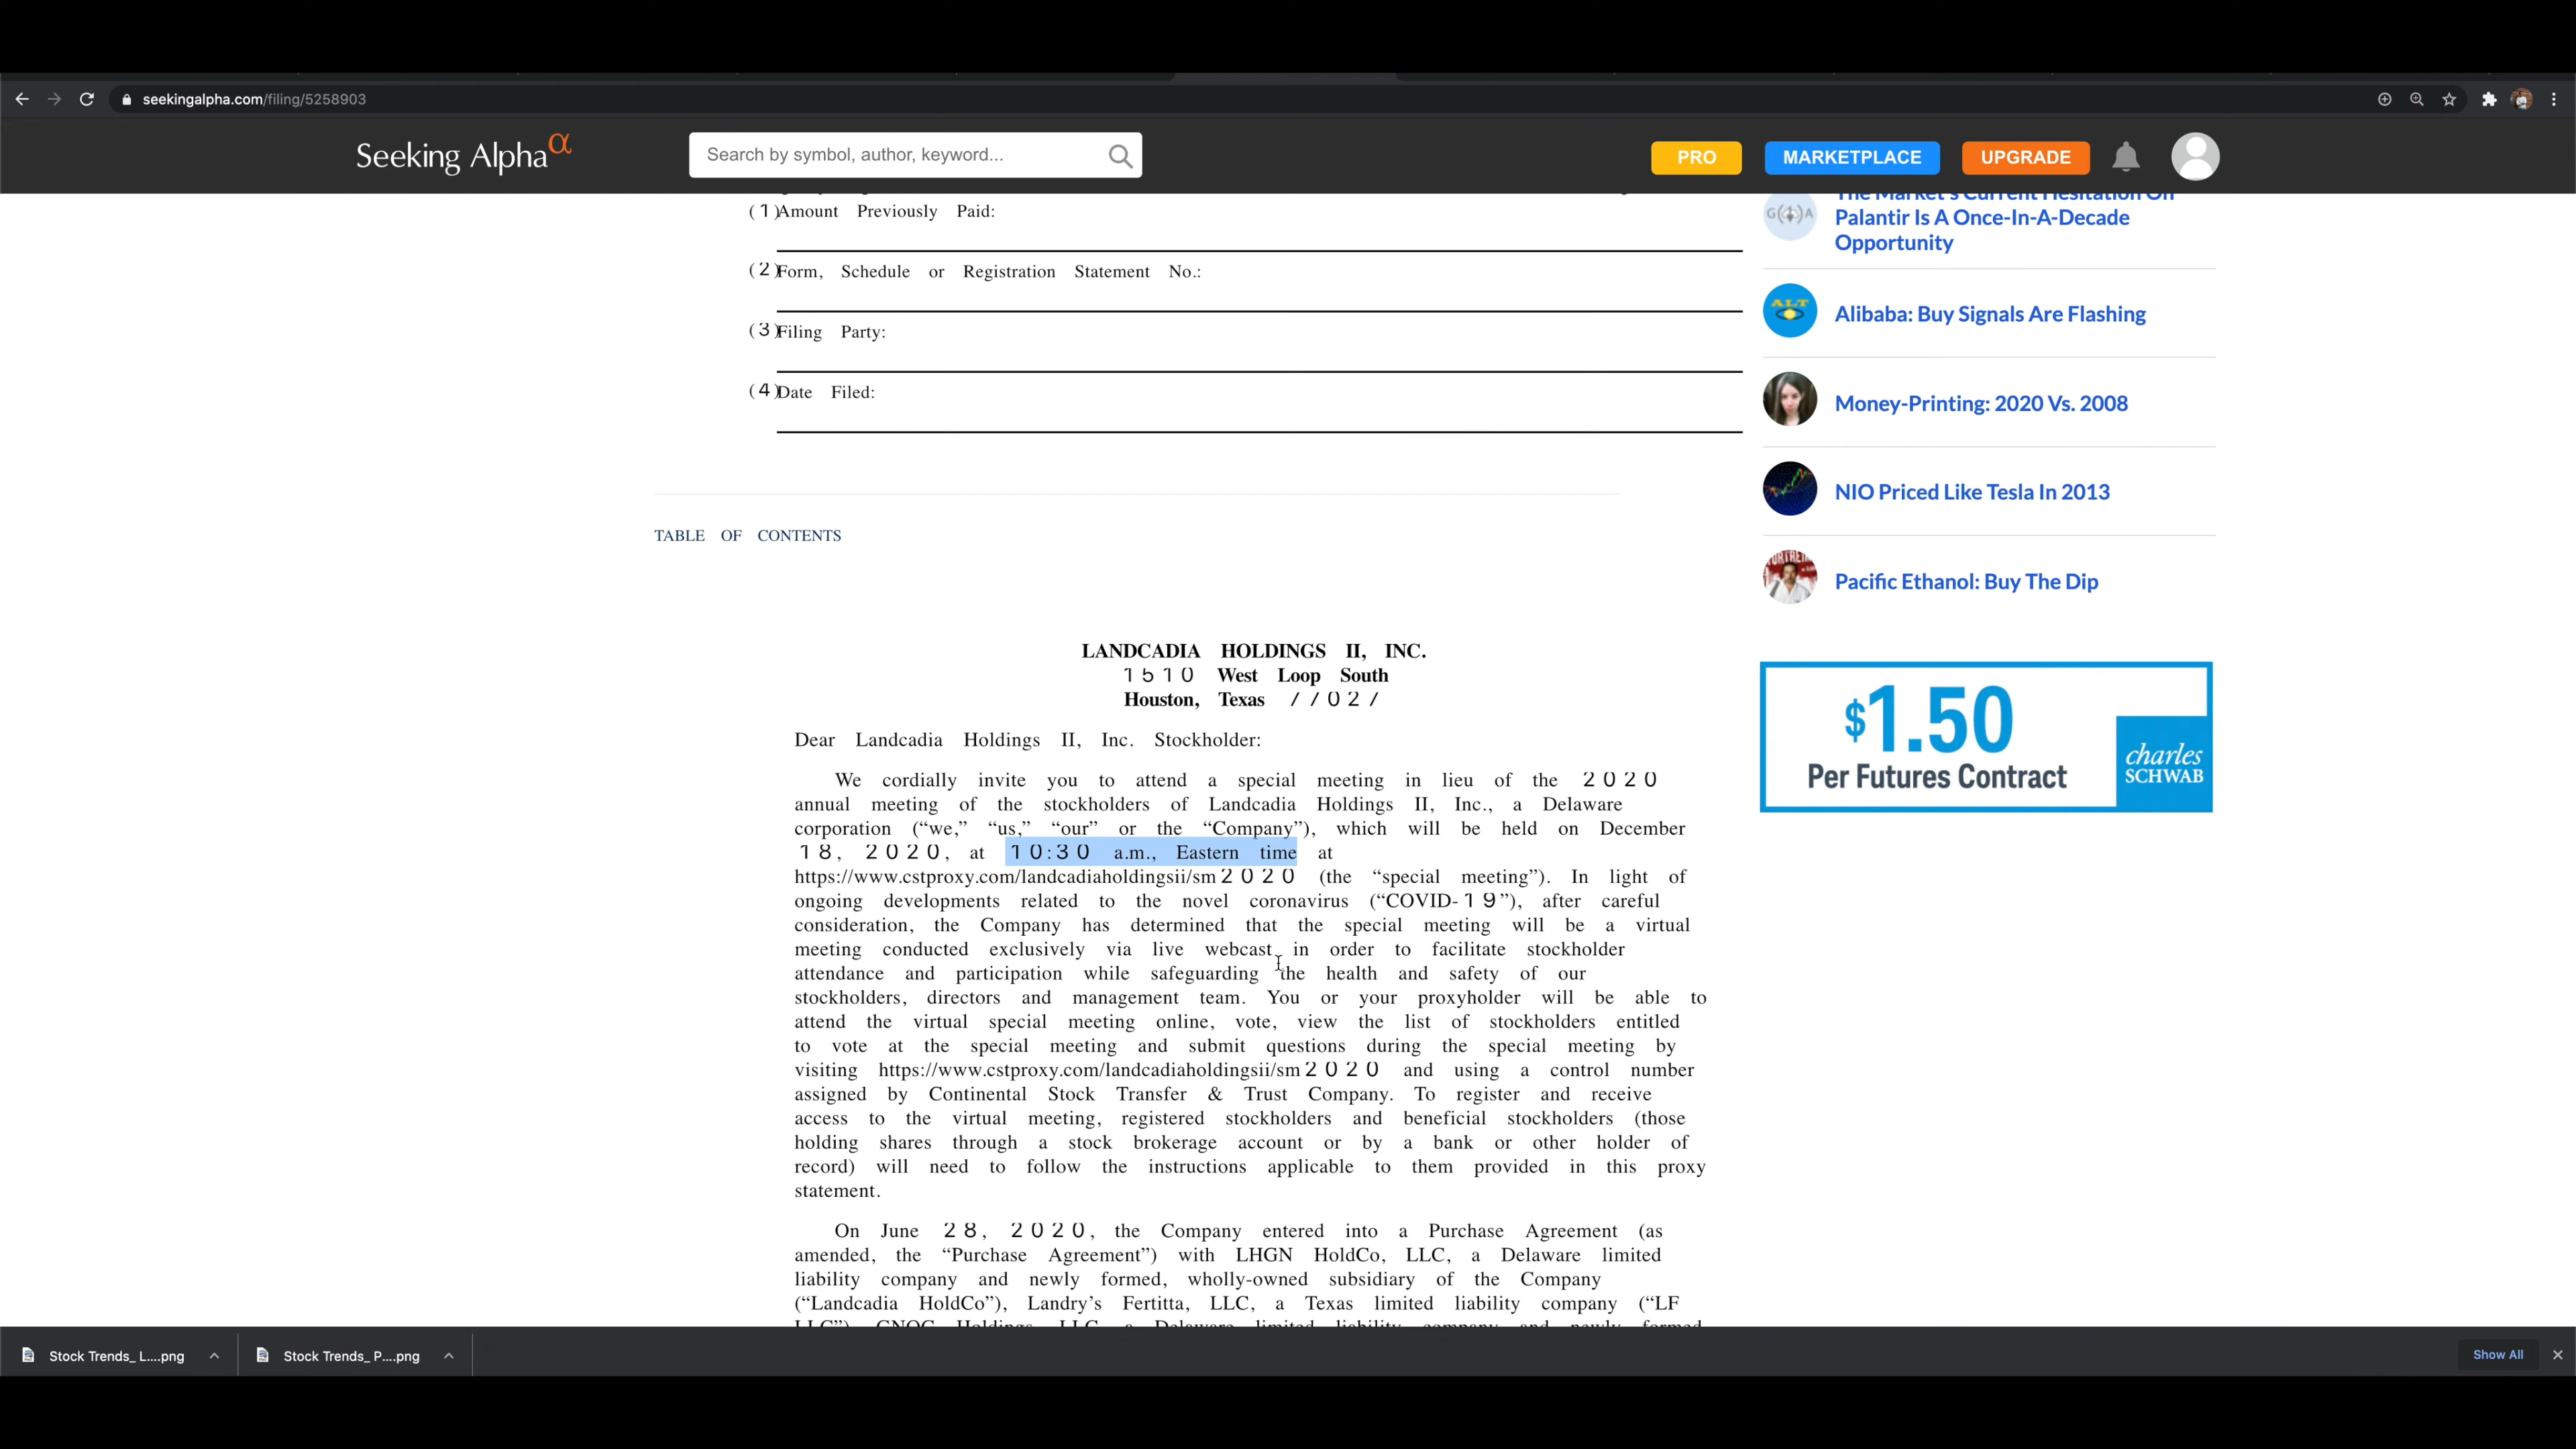 seekingalpha.com/filing/5258903
Seeking Alpha α
Search by symbol, author, keyword...
PRO
MARKETPLACE
UPGRADE
(1)Amount Previously Paid:
(2)Form, Schedule or Registration Statement No.:
(3)Filing Party:
(4)Date Filed:
TABLE OF CONTENTS
LANDCADIA HOLDINGS II, INC.
1510 West Loop South
Houston, Texas 77027
Dear Landcadia Holdings II, Inc. Stockholder:
We cordially invite you to attend a special meeting in lieu of the 2020
annual meeting of the stockholders of Landcadia Holdings II, Inc., a Delaware
corporation (“we,” “us,” “our” or the “Company”), which will be held on December
18, 2020, at 10:30 a.m., Eastern time at
https://www.cstproxy.com/landcadiaholdingsii/sm2020 (the “special meeting”). In light of
ongoing developments related to the novel coronavirus (“COVID-19”), after careful
consideration, the Company has determined that the special meeting will be a virtual
meeting conducted exclusively via live webcast in order to facilitate stockholder
attendance and participation while safeguarding the health and safety of our
stockholders, directors and management team. You or your proxyholder will be able to
attend the virtual special meeting online, vote, view the list of stockholders entitled
to vote at the special meeting and submit questions during the special meeting by
visiting https://www.cstproxy.com/landcadiaholdingsii/sm2020 and using a control number
assigned by Continental Stock Transfer & Trust Company. To register and receive
access to the virtual meeting, registered stockholders and beneficial stockholders (those
holding shares through a stock brokerage account or by a bank or other holder of
record) will need to follow the instructions applicable to them provided in this proxy
statement.
On June 28, 2020, the Company entered into a Purchase Agreement (as
amended, the “Purchase Agreement”) with LHGN HoldCo, LLC, a Delaware limited
liability company and newly formed, wholly-owned subsidiary of the Company
(“Landcadia HoldCo”), Landry’s Fertitta, LLC, a Texas limited liability company (“LF
LLC”), GNOG Holdings, LLC, a Delaware limited liability company and newly formed,
The Market's Current Hesitation On
Palantir Is A Once-In-A-Decade
Opportunity
G A
ALT
Alibaba: Buy Signals Are Flashing
Money-Printing: 2020 Vs. 2008
NIO Priced Like Tesla In 2013
Pacific Ethanol: Buy The Dip
$1.50
Per Futures Contract
charles
SCHWAB
Stock Trends_ L....png
Stock Trends_ P....png
Show All